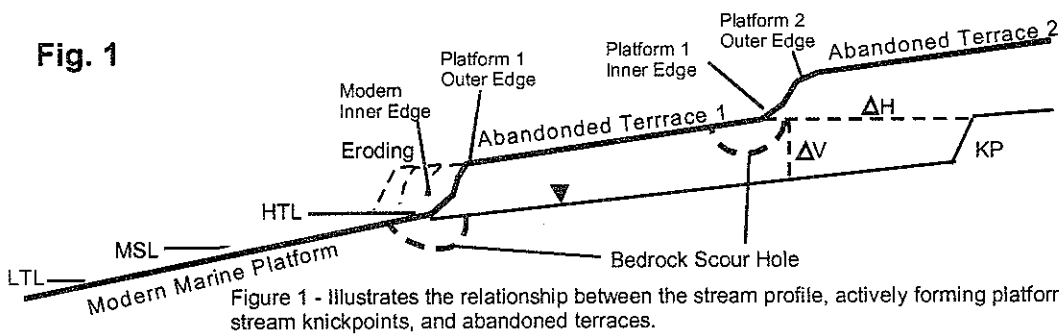 Fig. 1
Platform 2
Outer Edge
Abandoned Terrace 2
Platform 1
Inner Edge
Platform 1
Outer Edge
Modern
Inner Edge
Abandonded Terrrace 1
ΔH
Eroding
ΔV
KP
HTL
MSL
Bedrock Scour Hole
LTL
Modern Marine Platform
Figure 1 - Illustrates the relationship between the stream profile, actively forming platform
stream knickpoints, and abandoned terraces.